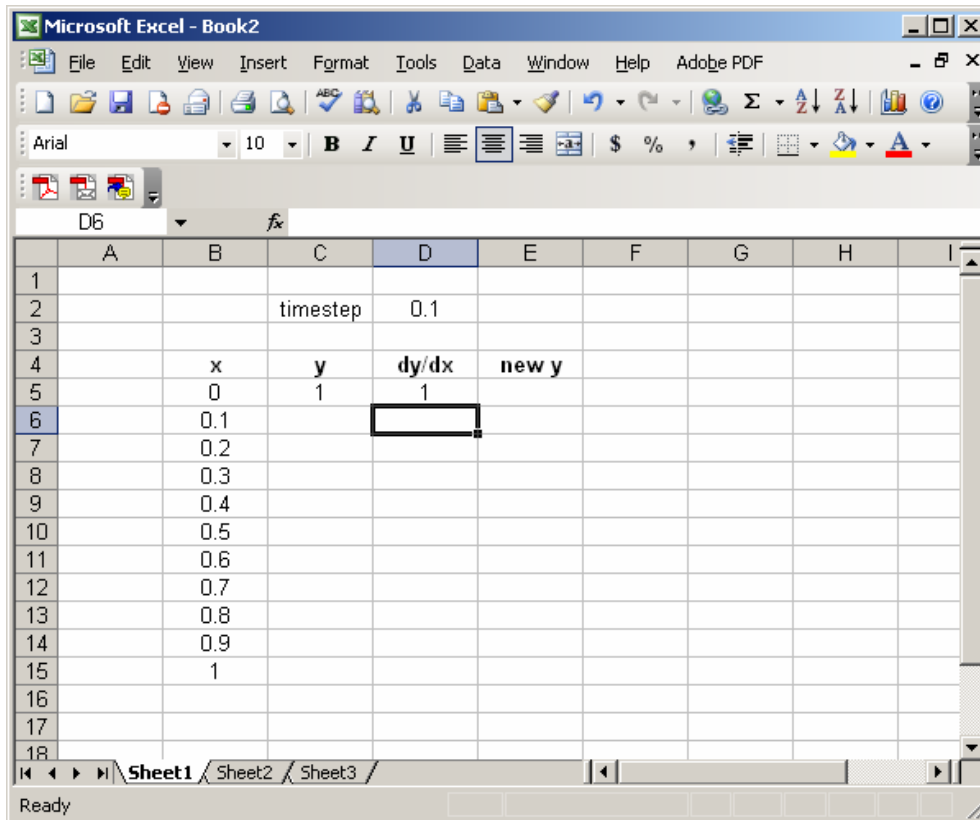 Microsoft Excel - Book2
File Edit View Insert Format Tools Data Window Help Adobe PDF
Arial 10 B I U $ % , A
D6 fx
A B C D E F G H I
1
2 timestep 0.1
3
4 x y dy/dx new y
5 0 1 1
6 0.1
7 0.2
8 0.3
9 0.4
10 0.5
11 0.6
12 0.7
13 0.8
14 0.9
15 1
16
17
18
Sheet1 Sheet2 Sheet3
Ready